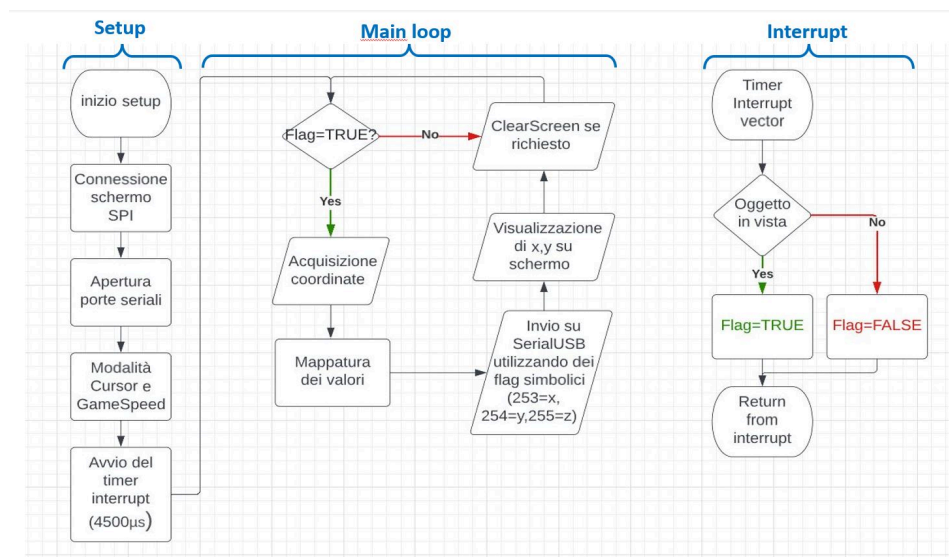 Setup
Main loop
Interrupt
inizio setup
Connessione
schermo
SPI
Apertura
porte seriali
Modalità
Cursor e
GameSpeed
Avvio del
timer
interrupt
(4500µs)
Flag=TRUE?
No
Yes
Acquisizione
coordinate
Mappatura
dei valori
Invio su
SerialUSB
utilizzando dei
flag simbolici
(253=x,
254=y,255=z)
Visualizzazione
di x,y su
schermo
ClearScreen se
richiesto
Timer
Interrupt
vector
Oggetto
in vista
No
Yes
Flag=TRUE
Flag=FALSE
Return
from
interrupt